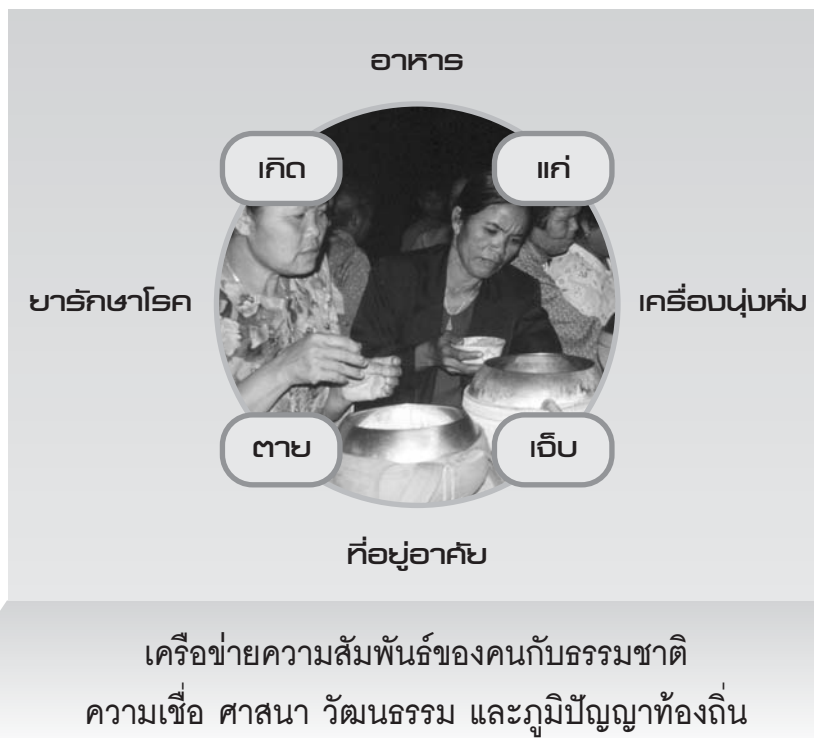 อาหาร
เกิด
แก่
ยารักษาโรค
เครื่องนุ่งห่ม
ตาย
เจ็บ
ที่อยู่อาศัย
เครือข่ายความสัมพันธ์ของคนกับธรรมชาติ
ความเชื่อ ศาสนา วัฒนธรรม และภูมิปัญญาท้องถิ่น